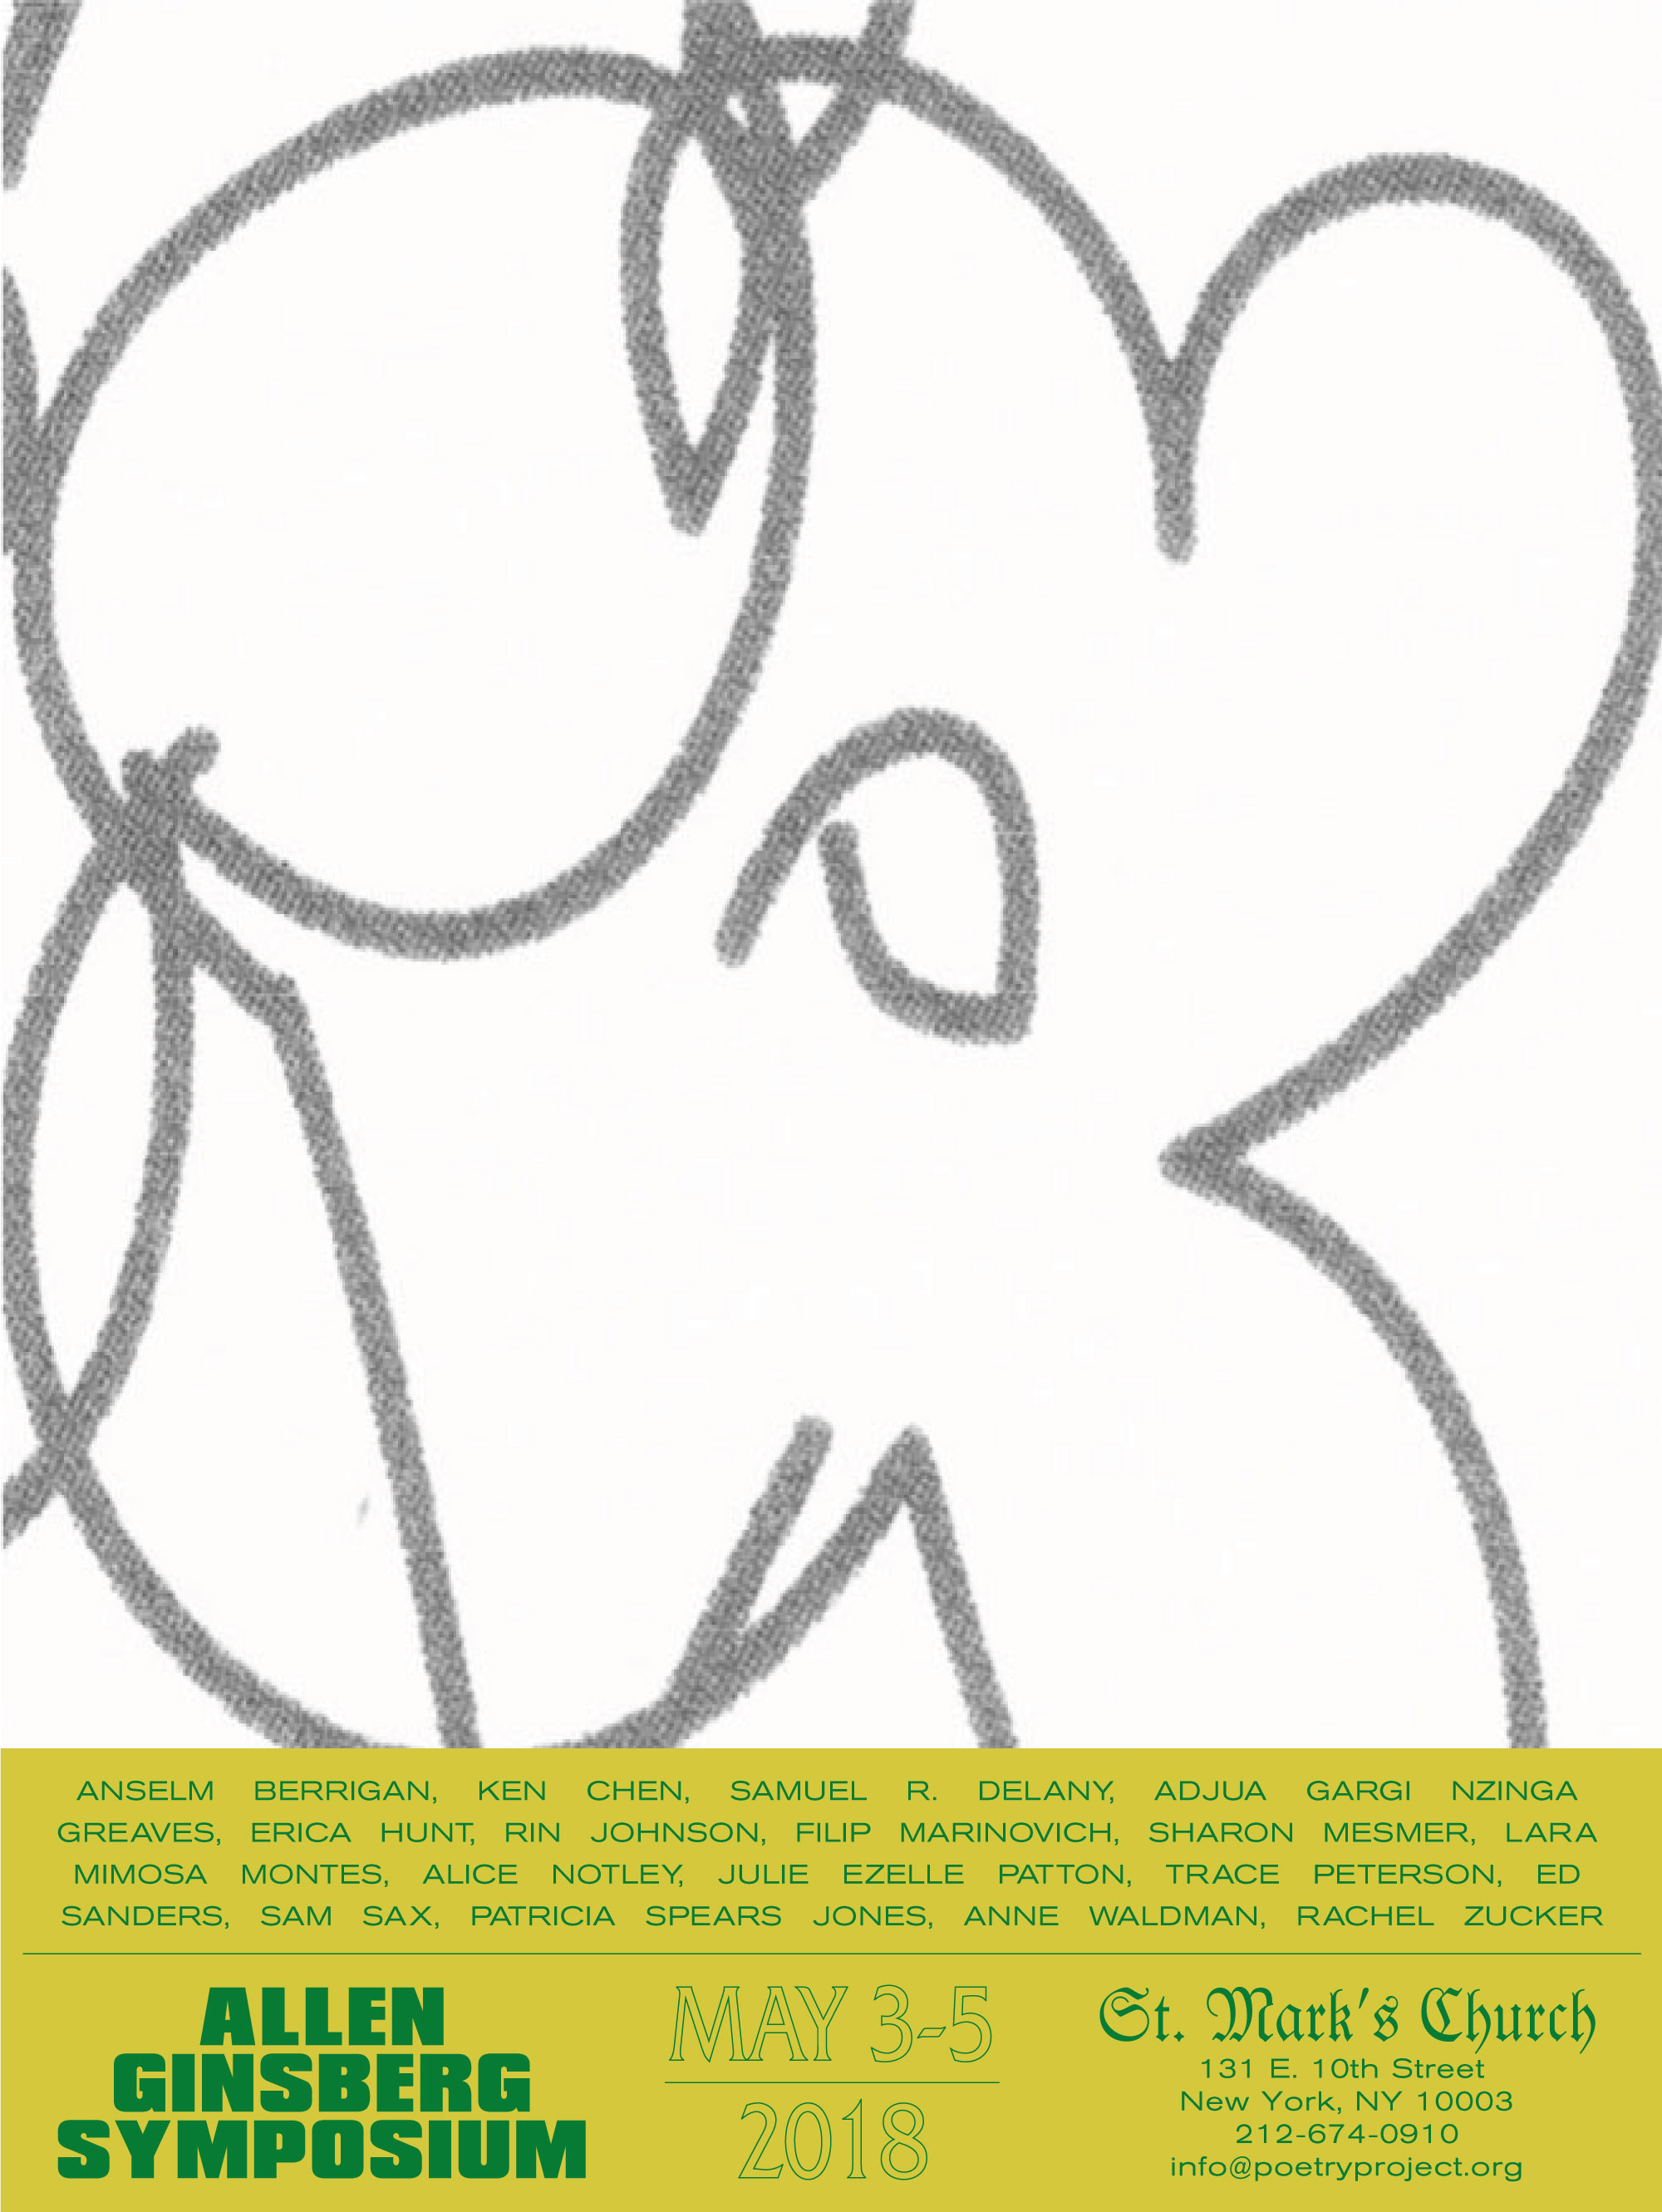 ANSELM BERRIGAN, KEN CHEN, SAMUEL R. DELANY, ADJUA GARGI NZINGA
GREAVES, ERICA HUNT, RIN JOHNSON, FILIP MARINOVICH, SHARON MESMER, LARA
MIMOSA MONTES, ALICE NOTLEY, JULIE EZELLE PATTON, TRACE PETERSON, ED
SANDERS, SAM SAX, PATRICIA SPEARS JONES, ANNE WALDMAN, RACHEL ZUCKER
ALLEN
GINSBERG
SYMPOSIUM
MAY 3-5
2018
St. Mark's Church
131 E. 10th Street
New York, NY 10003
212-674-0910
info@poetryproject.org